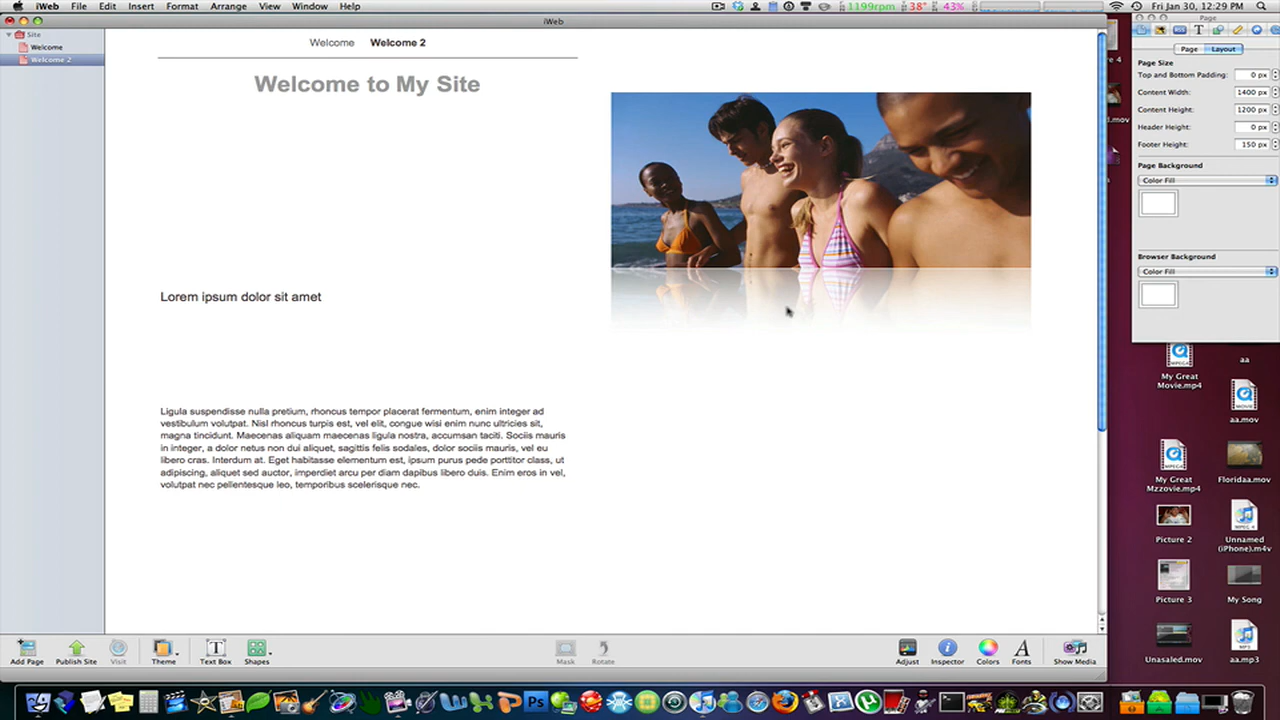 iWeb File Edit Insert Format Arrange View Window Help
1199rpm 38° 43% Fri Jan 30, 12:29 PM
iWeb
Site
Welcome
Welcome 2
Welcome Welcome 2
Welcome to My Site
Lorem ipsum dolor sit amet
Ligula suspendisse nulla pretium, rhoncus tempor placerat fermentum, enim integer ad
vestibulum volutpat. Nisl rhoncus turpis est, vel elit, congue wisi enim nunc ultricies sit,
magna tincidunt. Maecenas aliquam maecenas ligula nostra, accumsan taciti. Sociis mauris
in integer, a dolor netus non dui aliquet, sagittis felis sodales, dolor sociis mauris, vel eu
libero cras. Interdum at. Eget habitasse elementum est, ipsum purus pede porttitor class, ut
adipiscing, aliquet sed auctor, imperdiet arcu per diam dapibus libero duis. Enim eros in vel,
volutpat nec pellentesque leo, temporibus scelerisque nec.
Page
Page Layout
Page Size
Top and Bottom Padding: 0 px
Content Width: 1400 px
Content Height: 1200 px
Header Height: 0 px
Footer Height: 150 px
Page Background
Color Fill
Browser Background
Color Fill
My Great
Movie.mp4
aa
aa.mov
My Great
Mzzovie.mp4
Floridaa.mov
Picture 2
Unnamed
(iPhone).m4v
Picture 3
My Song
Unasaled.mov
aa.mp3
Add Page Publish Site Visit Theme Text Box Shapes Mask Rotate Adjust Inspector Colors Fonts Show Media